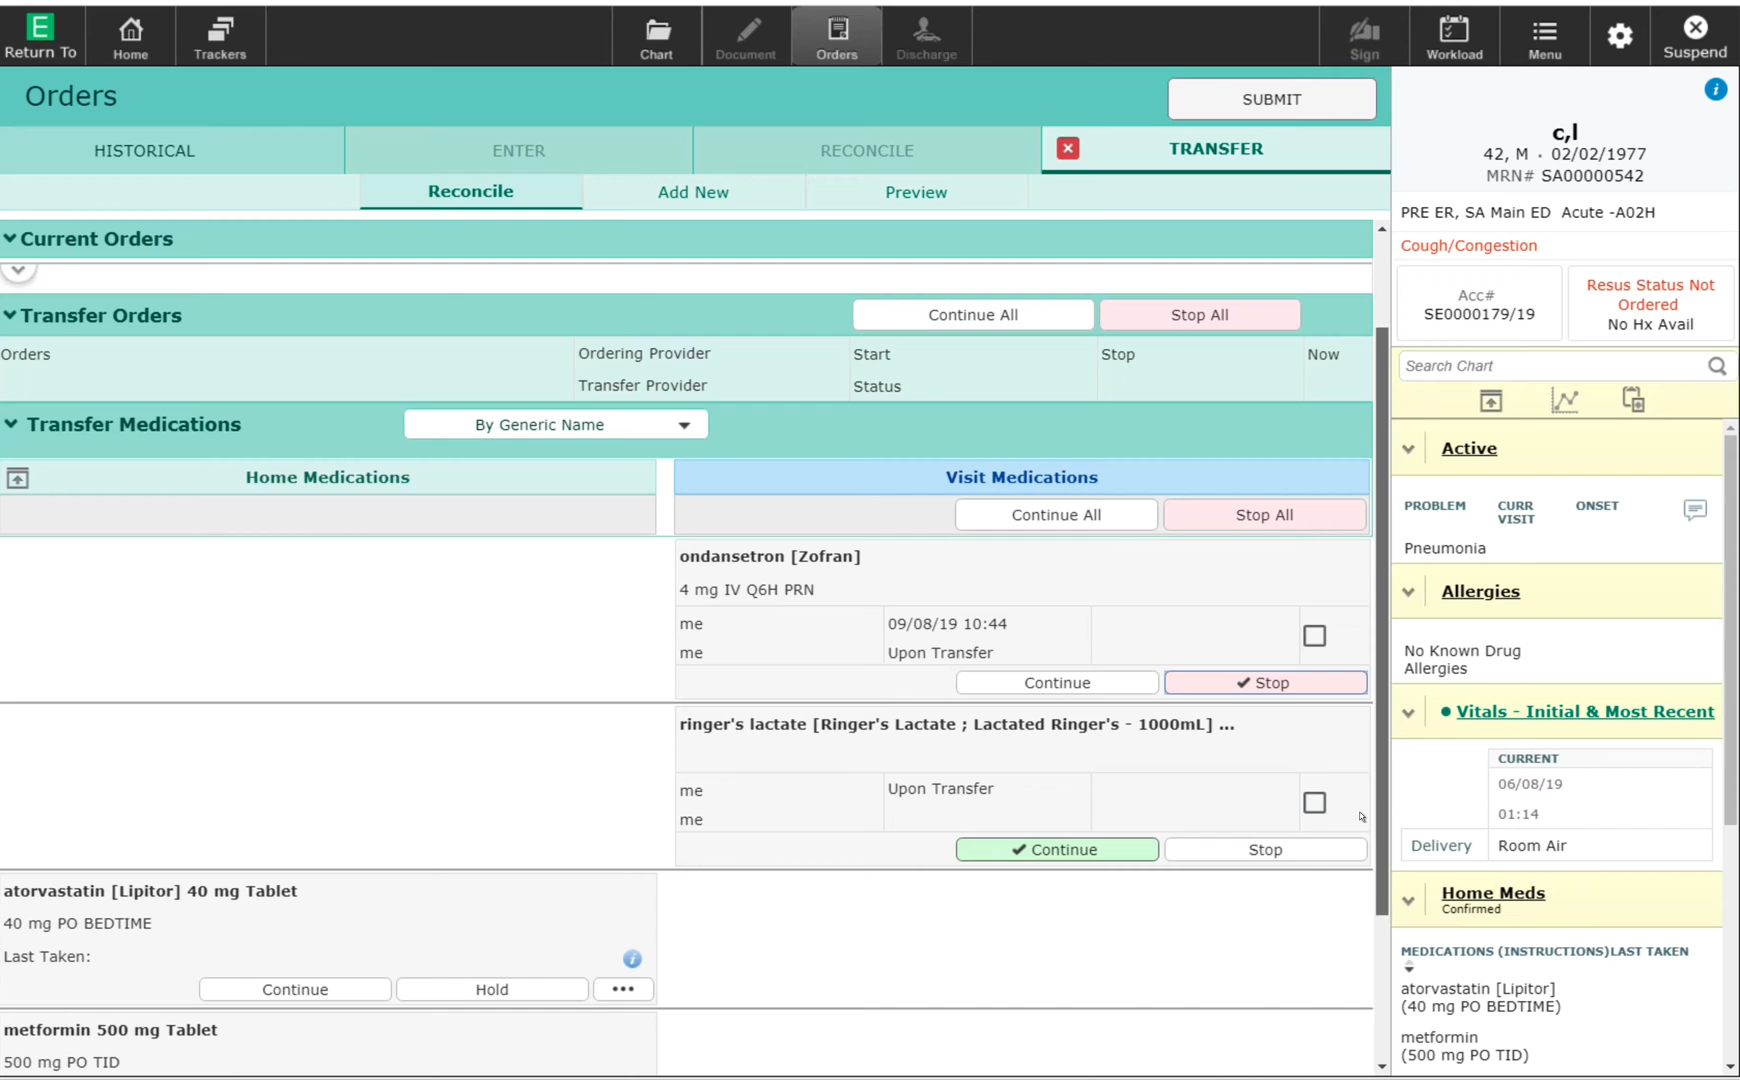 E
Return To
Home
Trackers
Chart
Document
Orders
Discharge
Sign
Workload
Menu
Suspend
Orders
SUBMIT
HISTORICAL
ENTER
RECONCILE
TRANSFER
Reconcile
Add New
Preview
Current Orders
Transfer Orders
Continue All
Stop All
Orders
Ordering Provider
Start
Stop
Now
Transfer Provider
Status
Transfer Medications
By Generic Name
Home Medications
Visit Medications
Continue All
Stop All
ondansetron [Zofran]
4 mg IV Q6H PRN
me
09/08/19 10:44
me
Upon Transfer
Continue
Stop
ringer's lactate [Ringer's Lactate ; Lactated Ringer's - 1000mL] ...
me
Upon Transfer
me
Continue
Stop
atorvastatin [Lipitor] 40 mg Tablet
40 mg PO BEDTIME
Last Taken:
Continue
Hold
•••
metformin 500 mg Tablet
500 mg PO TID
c,l
42, M · 02/02/1977
MRN# SA00000542
PRE ER, SA Main ED Acute -A02H
Cough/Congestion
Acc#
SE0000179/19
Resus Status Not
Ordered
No Hx Avail
Search Chart
Active
PROBLEM
CURR
VISIT
ONSET
Pneumonia
Allergies
No Known Drug
Allergies
Vitals - Initial & Most Recent
CURRENT
06/08/19
01:14
Delivery
Room Air
Home Meds
Confirmed
MEDICATIONS (INSTRUCTIONS)LAST TAKEN
atorvastatin [Lipitor]
(40 mg PO BEDTIME)
metformin
(500 mg PO TID)